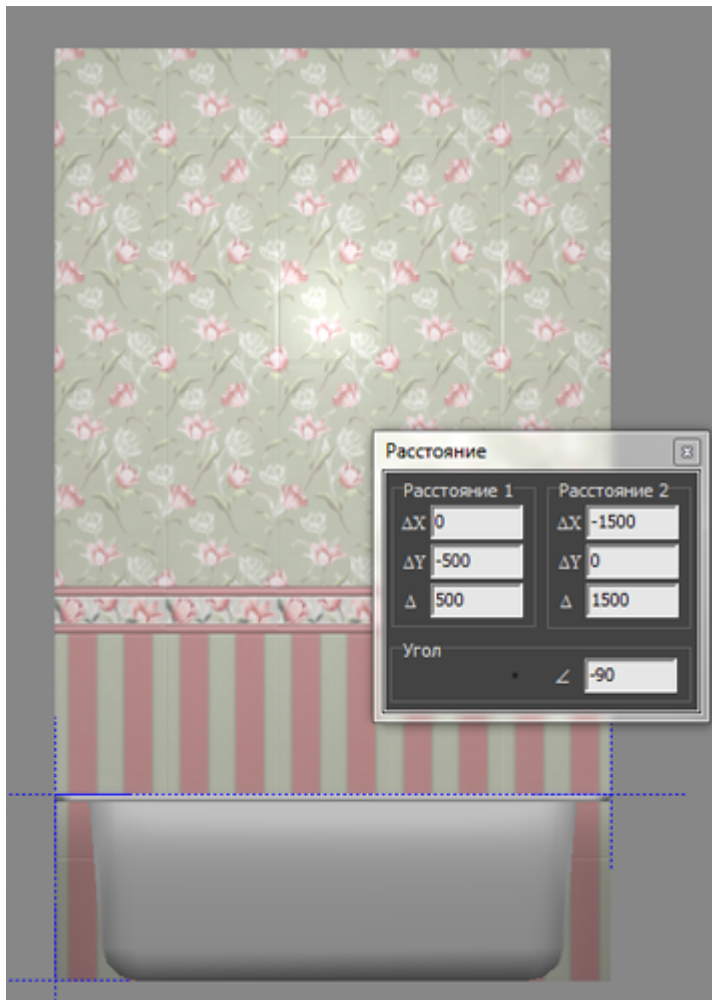 Расстояние
Расстояние 1 Расстояние 2
ΔX 0 ΔX -1500
ΔY -500 ΔY 0
Δ 500 Δ 1500
Угол
∠ -90